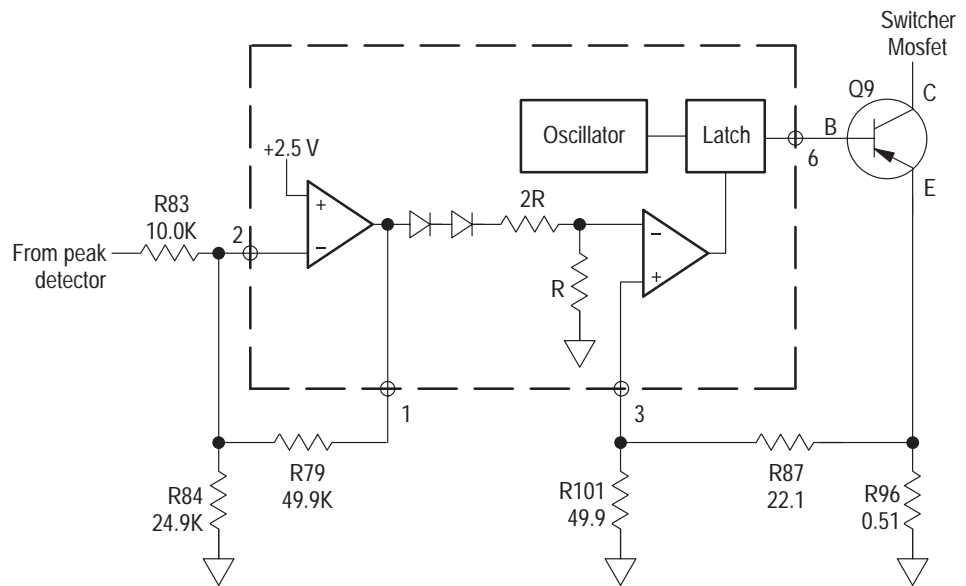 Switcher
Mosfet
Q9
C
B
E
Oscillator
Latch
6
+2.5 V
+
−
2R
−
+
R
R83
10.0K
2
From peak
detector
1
3
R79
49.9K
R84
24.9K
R101
49.9
R87
22.1
R96
0.51